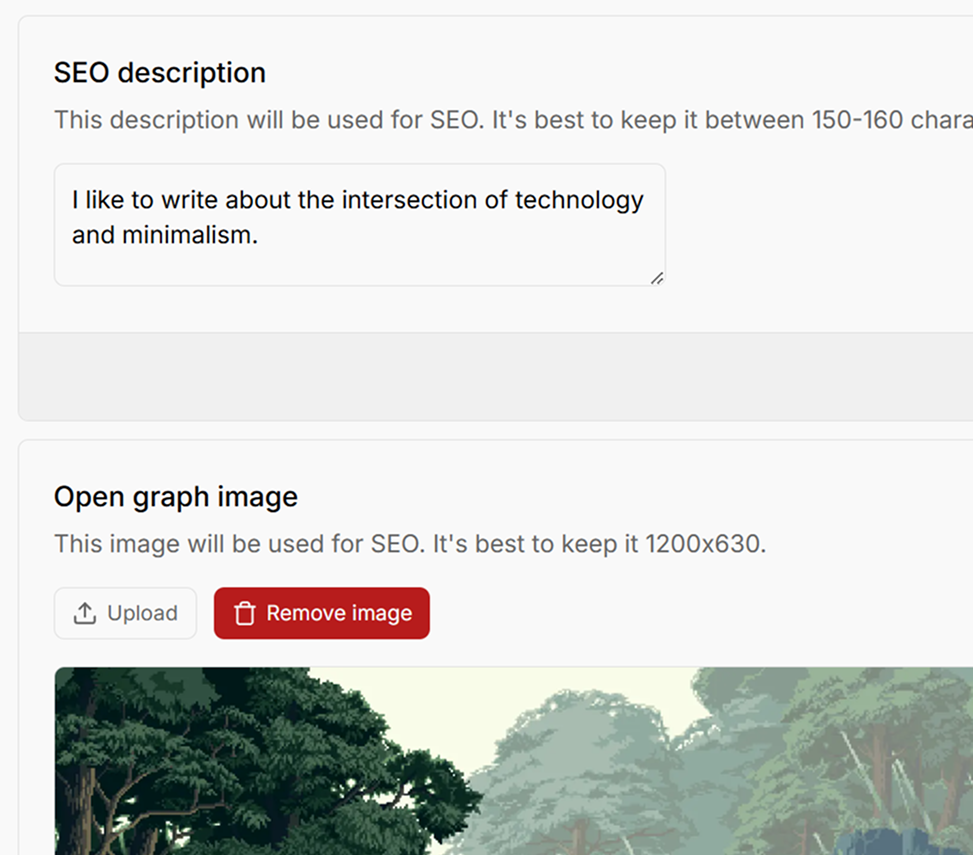 SEO description
This description will be used for SEO. It's best to keep it between 150-160
I like to write about the intersection of technology
and minimalism.
Open graph image
This image will be used for SEO. It's best to keep it 1200x630.
Upload
Remove image